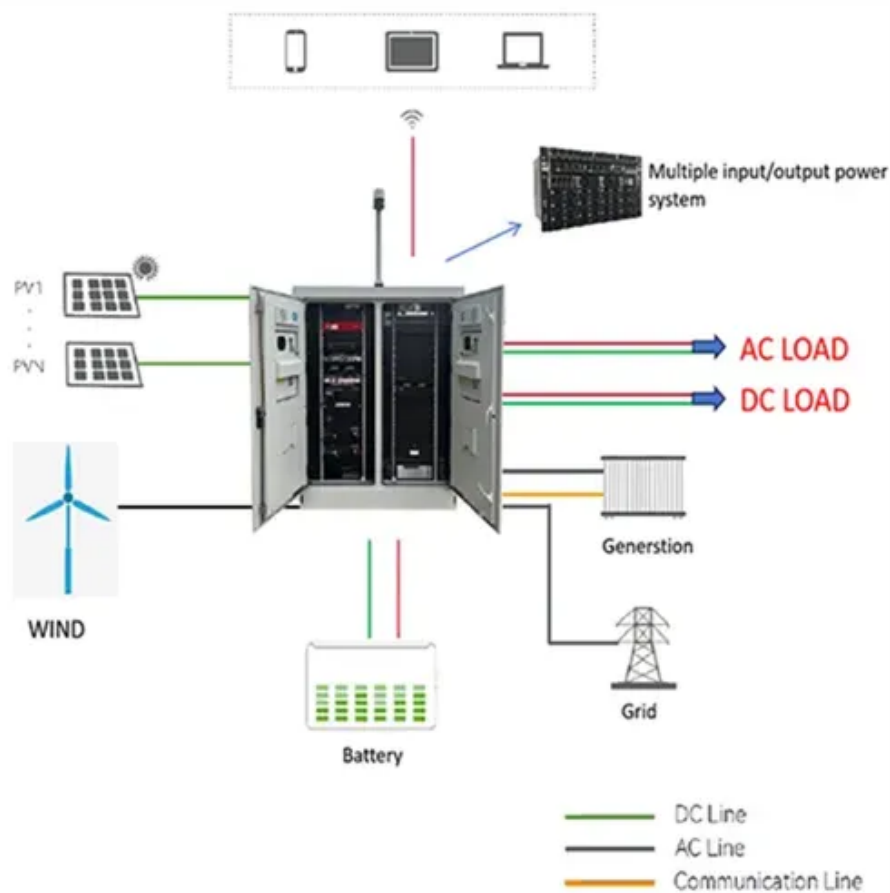 Multiple input/output power
system
PV1
PVN
AC LOAD
DC LOAD
WIND
Generstion
Grid
Battery
DC Line
AC Line
Communication Line